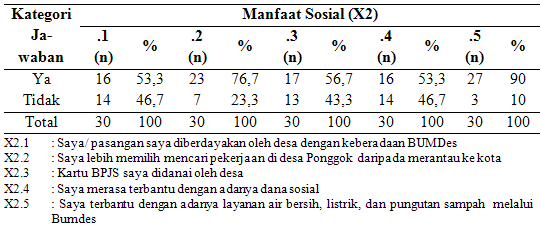 Kategori Manfaat Sosial (X2)
Ja- .1 % .2 % .3 % .4 % .5 %
waban (n) (n) (n) (n) (n)
Ya 16 53,3 23 76,7 17 56,7 16 53,3 27 90
Tidak 14 46,7 7 23,3 13 43,3 14 46,7 3 10
Total 30 100 30 100 30 100 30 100 30 100
X2.1 : Saya/ pasangan saya diberdayakan oleh desa dengan keberadaan BUMDes
X2.2 : Saya lebih memilih mencari pekerjaan di desa Ponggok daripada merantau ke kota
X2.3 : Kartu BPJS saya didanai oleh desa
X2.4 : Saya merasa terbantu dengan adanya dana sosial
X2.5 : Saya terbantu dengan adanya layanan air bersih, listrik, dan pungutan sampah melalui
Bumdes